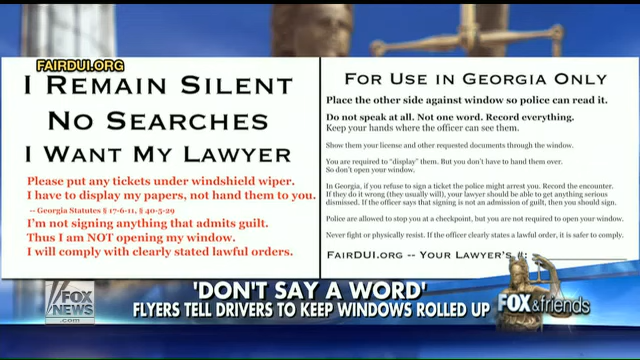 FAIRDUI.ORG
I REMAIN SILENT
NO SEARCHES
I WANT MY LAWYER
Please put any tickets under windshield wiper.
I have to display my papers, not hand them to you.
-- Georgia Statutes § 17-6-11, § 40-5-29
I'm not signing anything that admits guilt.
Thus I am NOT opening my window.
I will comply with clearly stated lawful orders.
FOR USE IN GEORGIA ONLY
Place the other side against window so police can read it.
Do not speak at all. Not one word. Record everything.
Keep your hands where the officer can see them.
Show them your license and other requested documents through the window.
You are required to "display" them. But you don't have to hand them over.
So don't open your window.
In Georgia, if you refuse to sign a ticket the police might arrest you. Record the encounter.
If they do it wrong (they usually will), your lawyer should be able to get anything serious
dismissed. If the officer says that signing is not an admission of guilt, then you should sign.
Police are allowed to stop you at a checkpoint, but you are not required to open your window.
Never fight or physically resist. If the officer clearly states a lawful order, it is safer to comply.
FAIRDUI.ORG -- YOUR LAWYER'S #:
'DON'T SAY A WORD'
FLYERS TELL DRIVERS TO KEEP WINDOWS ROLLED UP
FOX
NEWS
.com
FOX
&friends